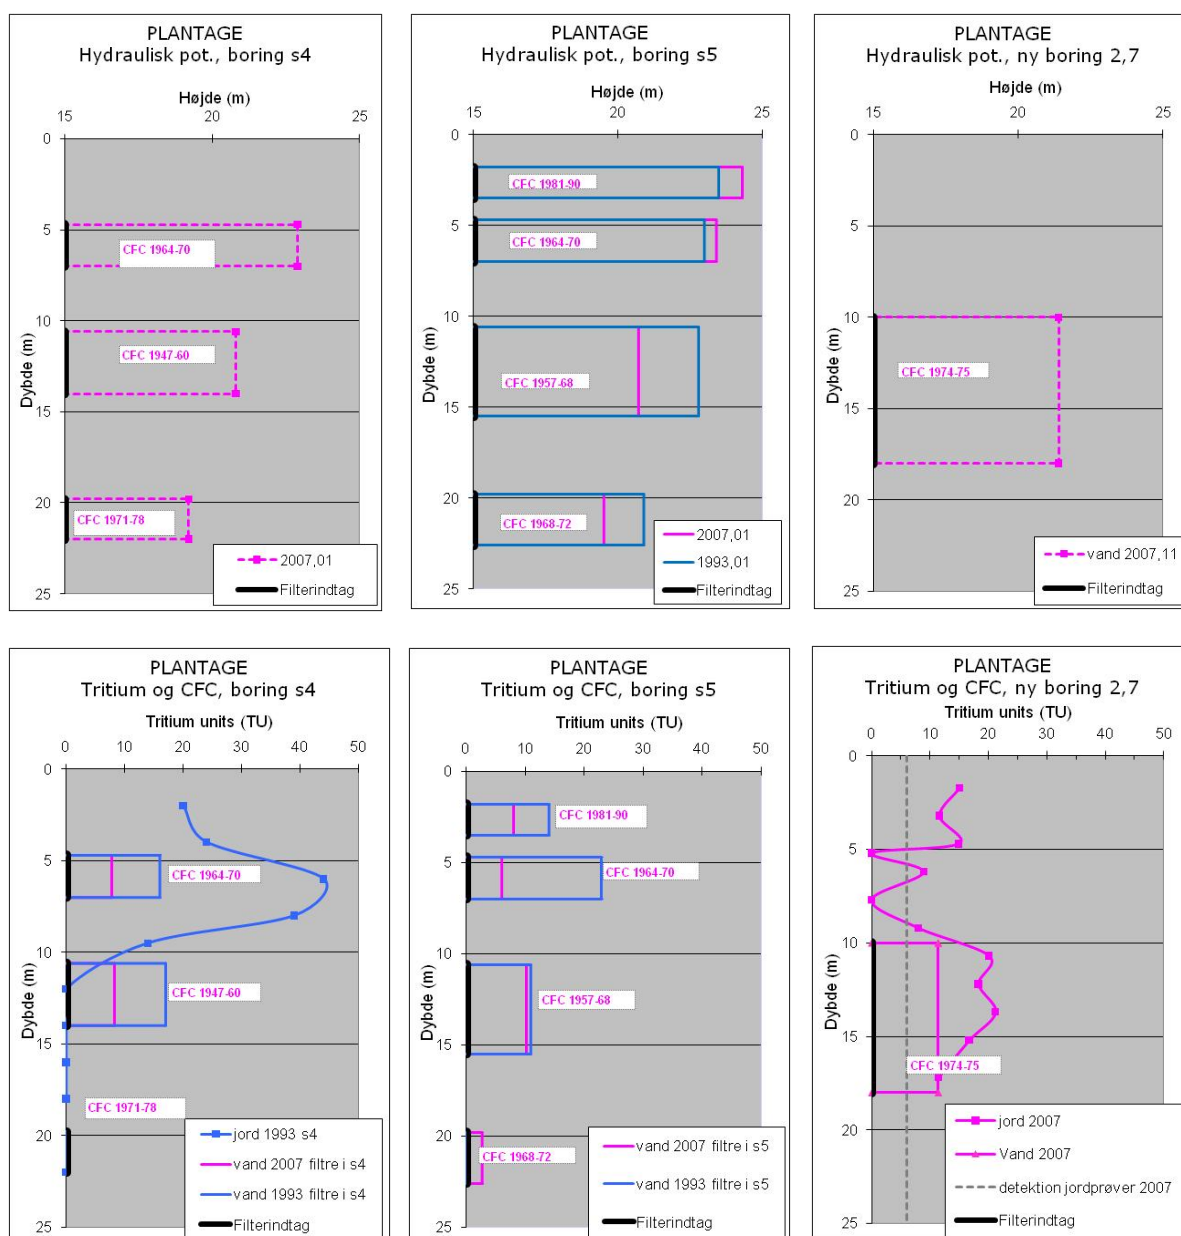 PLANTAGE
Hydraulisk pot., boring s4
Højde (m)
15 20 25
0
5
10
15
20
25
Dybde (m)
CFC 1964-70
CFC 1947-60
CFC 1971-78
2007,01
Filterindtag
PLANTAGE
Hydraulisk pot., boring s5
Højde (m)
15 20 25
0
5
10
15
20
25
Dybde (m)
CFC 1981-90
CFC 1964-70
CFC 1957-68
CFC 1968-72
2007,01
1993,01
Filterindtag
PLANTAGE
Hydraulisk pot., ny boring 2,7
Højde (m)
15 20 25
0
5
10
15
20
25
Dybde (m)
CFC 1974-75
vand 2007,11
Filterindtag
PLANTAGE
Tritium og CFC, boring s4
Tritium units (TU)
0 10 20 30 40 50
0
5
10
15
20
25
Dybde (m)
CFC 1964-70
CFC 1947-60
CFC 1971-78
jord 1993 s4
vand 2007 filtre i s4
vand 1993 filtre i s4
Filterindtag
PLANTAGE
Tritium og CFC, boring s5
Tritium units (TU)
0 10 20 30 40 50
0
5
10
15
20
25
Dybde (m)
CFC 1981-90
CFC 1964-70
CFC 1957-68
CFC 1968-72
vand 2007 filtre i s5
vand 1993 filtre i s5
Filterindtag
PLANTAGE
Tritium og CFC, ny boring 2,7
Tritium units (TU)
0 10 20 30 40 50
0
5
10
15
20
25
Dybde (m)
CFC 1974-75
jord 2007
Vand 2007
detektion jordprøver 2007
Filterindtag